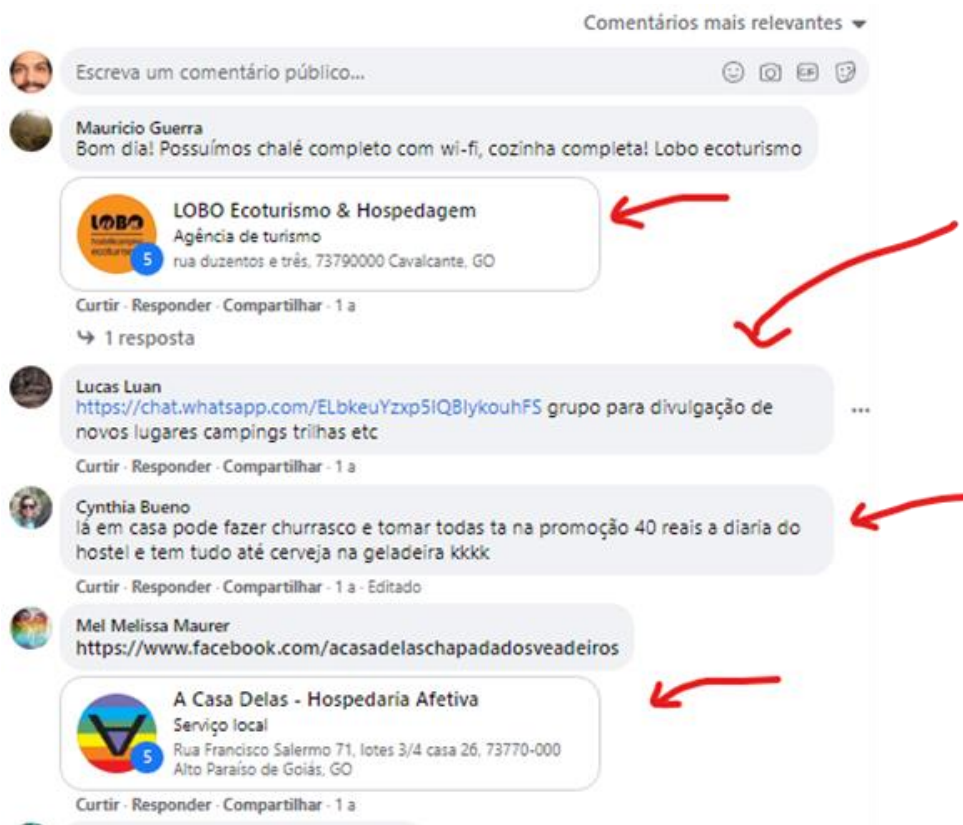 Comentários mais relevantes
Escreva um comentário público...
GIF
Mauricio Guerra
Bom dia! Possuímos chalé completo com wi-fi, cozinha completa! Lobo ecoturismo
LOBO
ecoturismo
5
LOBO Ecoturismo & Hospedagem
Agência de turismo
rua duzentos e três, 73790000 Cavalcante, GO
Curtir · Responder · Compartilhar · 1 a
1 resposta
Lucas Luan
https://chat.whatsapp.com/ELbkeuYzxp5IQBIykouhFS grupo para divulgação de
novos lugares campings trilhas etc
Curtir · Responder · Compartilhar · 1 a
Cynthia Bueno
lá em casa pode fazer churrasco e tomar todas ta na promoção 40 reais a diaria do
hostel e tem tudo até cerveja na geladeira kkkk
Curtir · Responder · Compartilhar · 1 a · Editado
Mel Melissa Maurer
https://www.facebook.com/acasadelaschapadadosveadeiros
5
A Casa Delas - Hospedaria Afetiva
Serviço local
Rua Francisco Salermo 71, lotes 3/4 casa 26, 73770-000
Alto Paraíso de Goiás, GO
Curtir · Responder · Compartilhar · 1 a